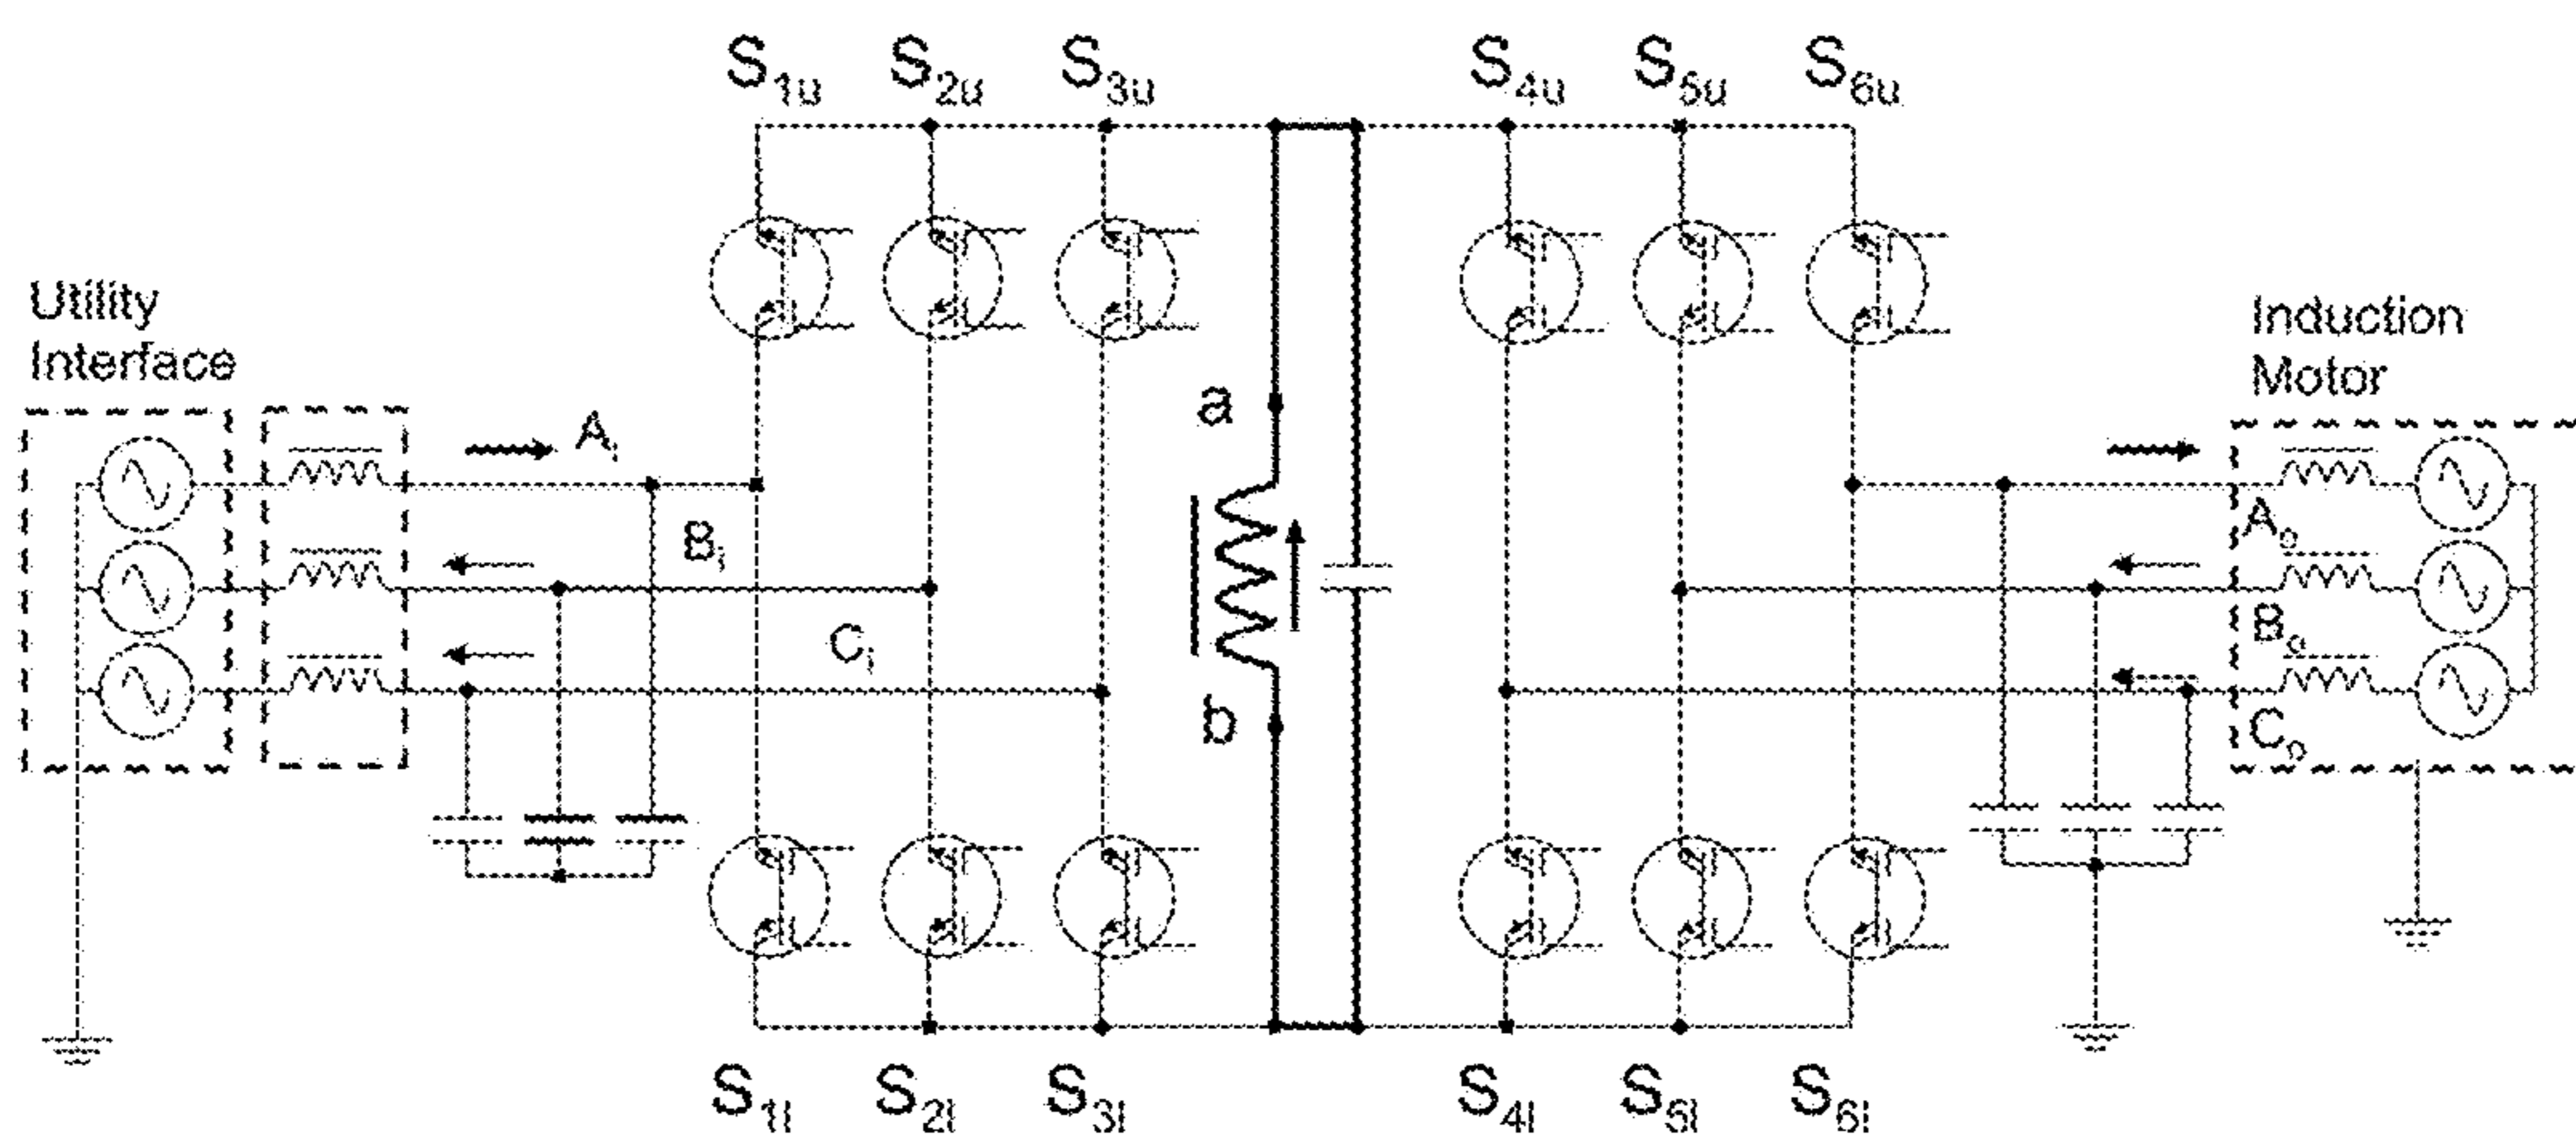 S1u S2u S3u S4u S5u S6u
Utility
Interface
Induction
Motor
a
Ai
Bi
Ci
b
Ao
Bo
Co
S1l S2l S3l S4l S5l S6l